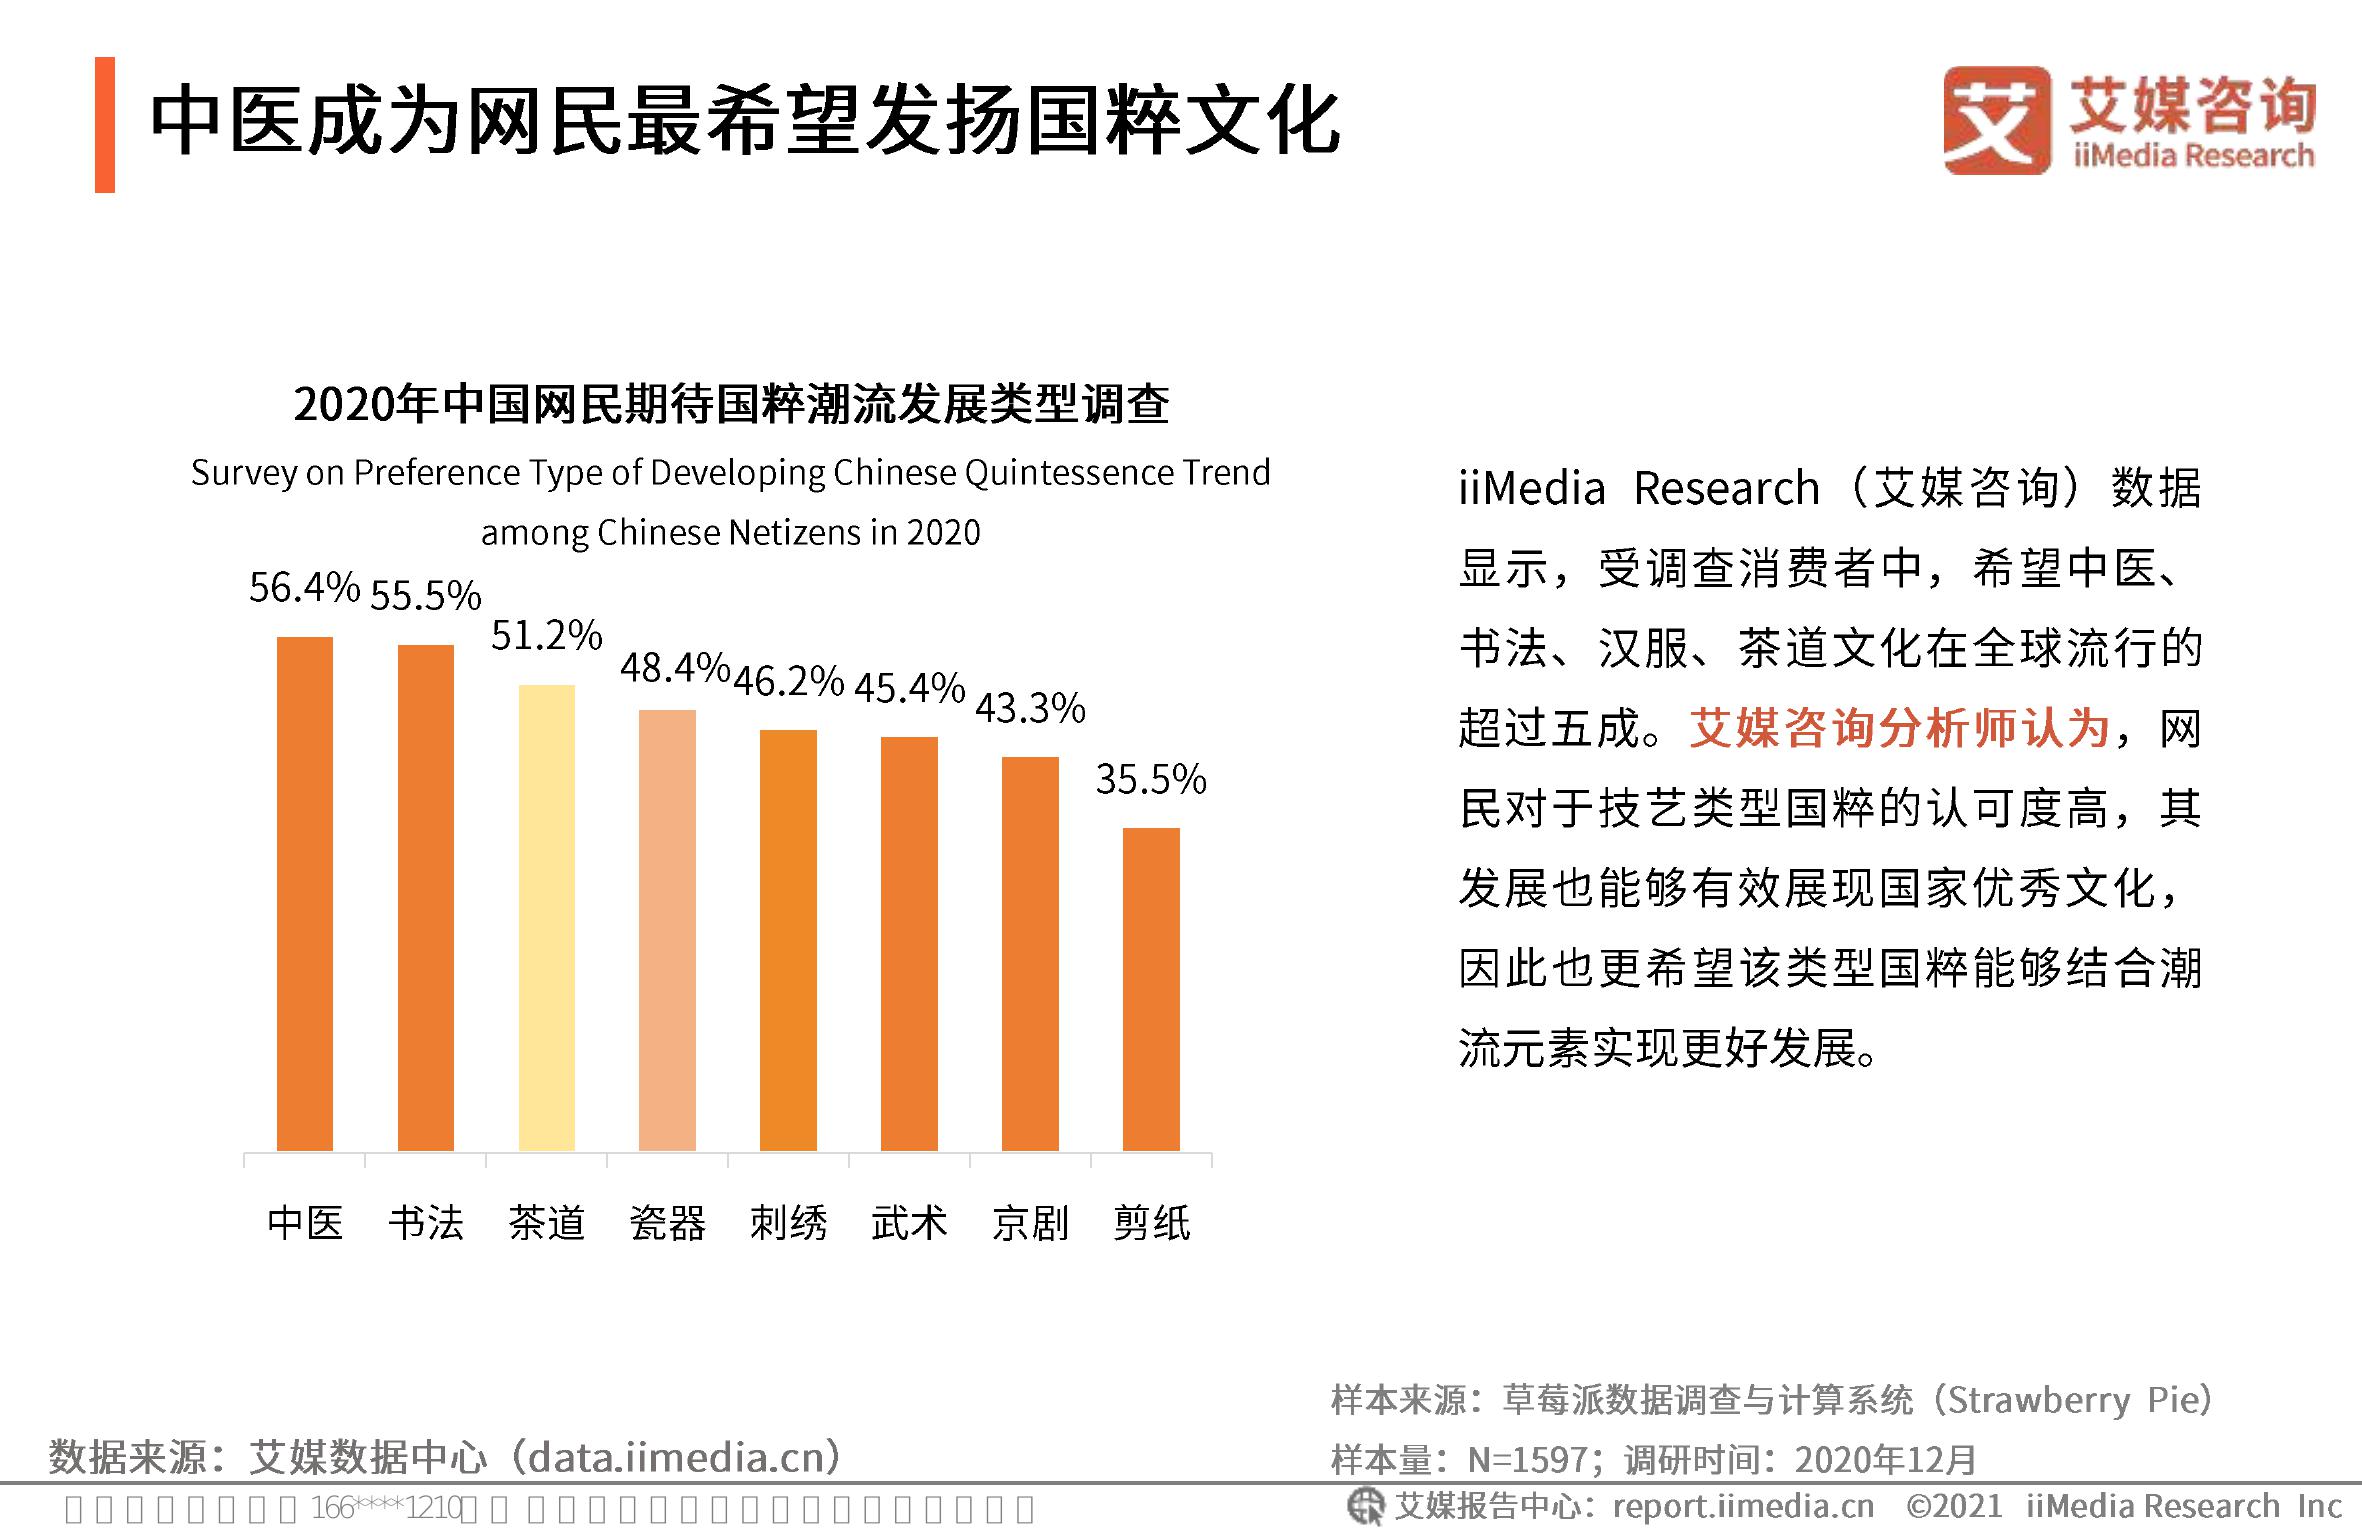 中医成为网民最希望发扬国粹文化
艾 艾媒咨询
iiMedia Research
2020年中国网民期待国粹潮流发展类型调查
Survey on Preference Type of Developing Chinese Quintessence Trend
among Chinese Netizens in 2020
56.4% 55.5% 51.2% 48.4% 46.2% 45.4% 43.3% 35.5%
中医 书法 茶道 瓷器 刺绣 武术 京剧 剪纸
iiMedia Research（艾媒咨询）数据
显示，受调查消费者中，希望中医、
书法、汉服、茶道文化在全球流行的
超过五成。艾媒咨询分析师认为，网
民对于技艺类型国粹的认可度高，其
发展也能够有效展现国家优秀文化，
因此也更希望该类型国粹能够结合潮
流元素实现更好发展。
样本来源：草莓派数据调查与计算系统（Strawberry Pie）
数据来源：艾媒数据中心（data.iimedia.cn）
样本量：N=1597；调研时间：2020年12月
166****1210
艾媒报告中心：report.iimedia.cn ©2021 iiMedia Research Inc